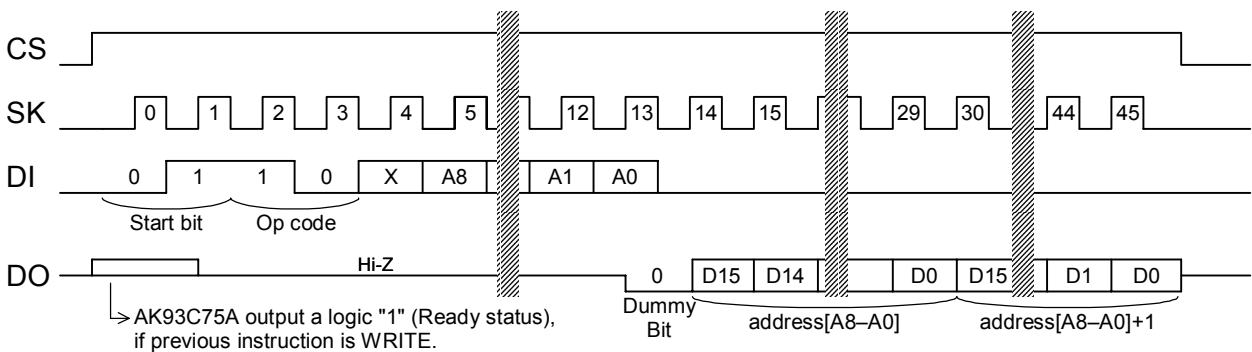 CS
SK 0 1 2 3 4 5 12 13 14 15 29 30 44 45
DI 0 1 1 0 X A8 A1 A0
Start bit Op code
DO Hi-Z 0 D15 D14 D0 D15 D1 D0
Dummy
Bit
address[A8–A0] address[A8–A0]+1
AK93C75A output a logic "1" (Ready status),
if previous instruction is WRITE.